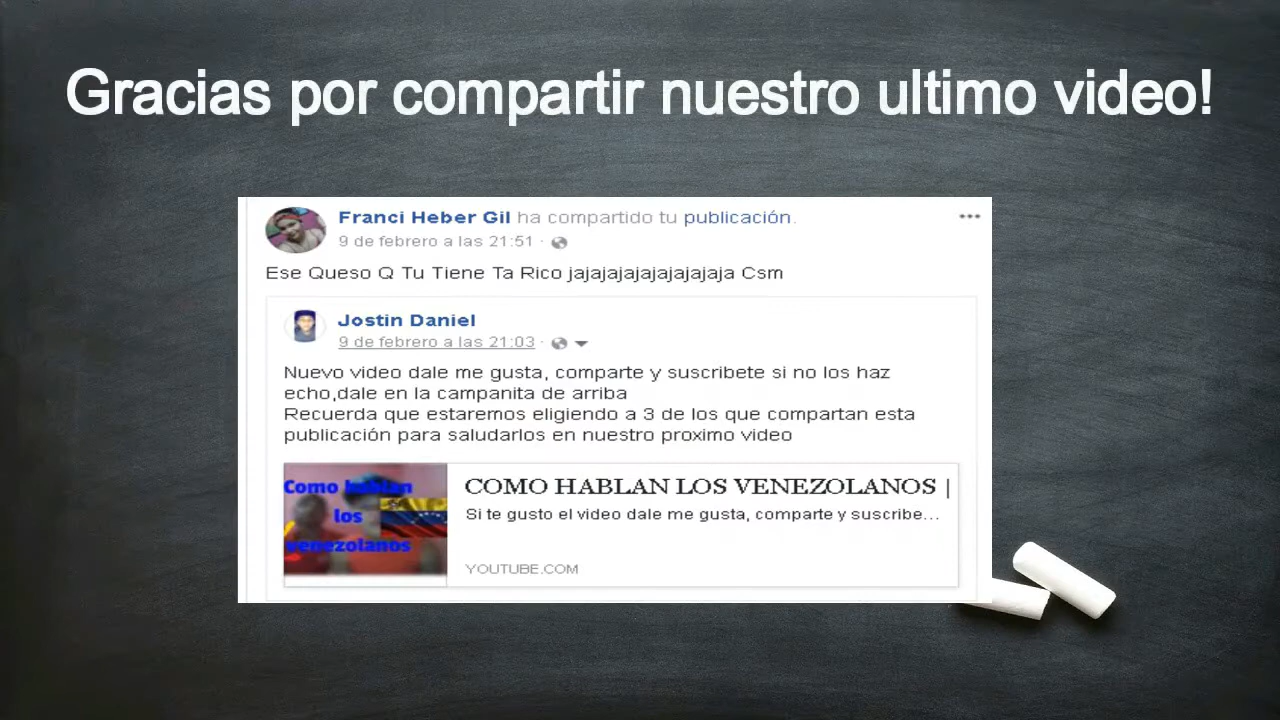 Gracias por compartir nuestro ultimo video!
Franci Heber Gil ha compartido tu publicación.
9 de febrero a las 21:51 ·
Ese Queso Q Tu Tiene Ta Rico jajajajajajajajaja Csm
Jostin Daniel
9 de febrero a las 21:03 ·
Nuevo video dale me gusta, comparte y suscribete si no los haz
echo,dale en la campanita de arriba
Recuerda que estaremos eligiendo a 3 de los que compartan esta
publicación para saludarlos en nuestro proximo video
Como hablan
los
venezolanos
COMO HABLAN LOS VENEZOLANOS |
Si te gusto el video dale me gusta, comparte y suscribe...
YOUTUBE.COM